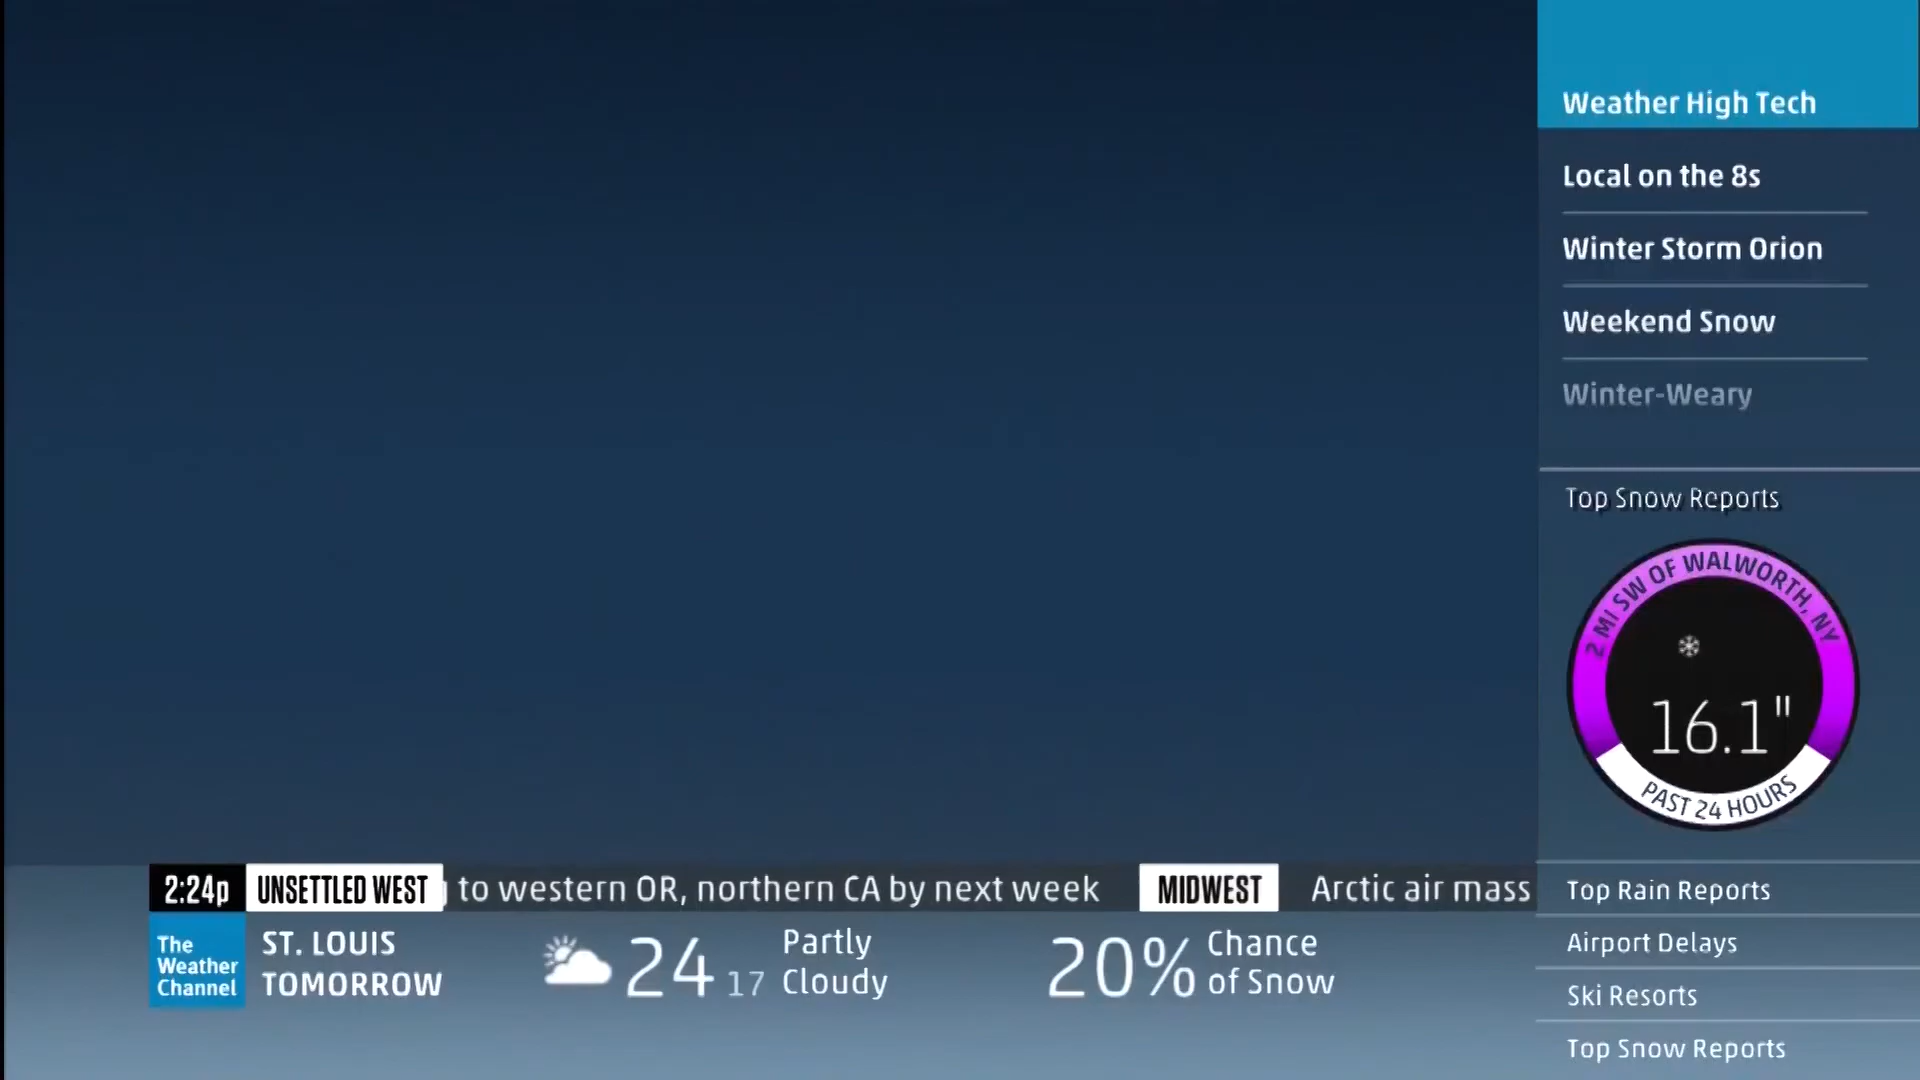 Weather High Tech
Local on the 8s
Winter Storm Orion
Weekend Snow
Winter-Weary
Top Snow Reports
2 MI SW OF WALWORTH, NY
16.1"
PAST 24 HOURS
2:24p UNSETTLED WEST to western OR, northern CA by next week MIDWEST Arctic air mass
Top Rain Reports
Airport Delays
Ski Resorts
Top Snow Reports
The
Weather
Channel
ST. LOUIS
TOMORROW
24 17
Partly
Cloudy
20%
Chance
of Snow